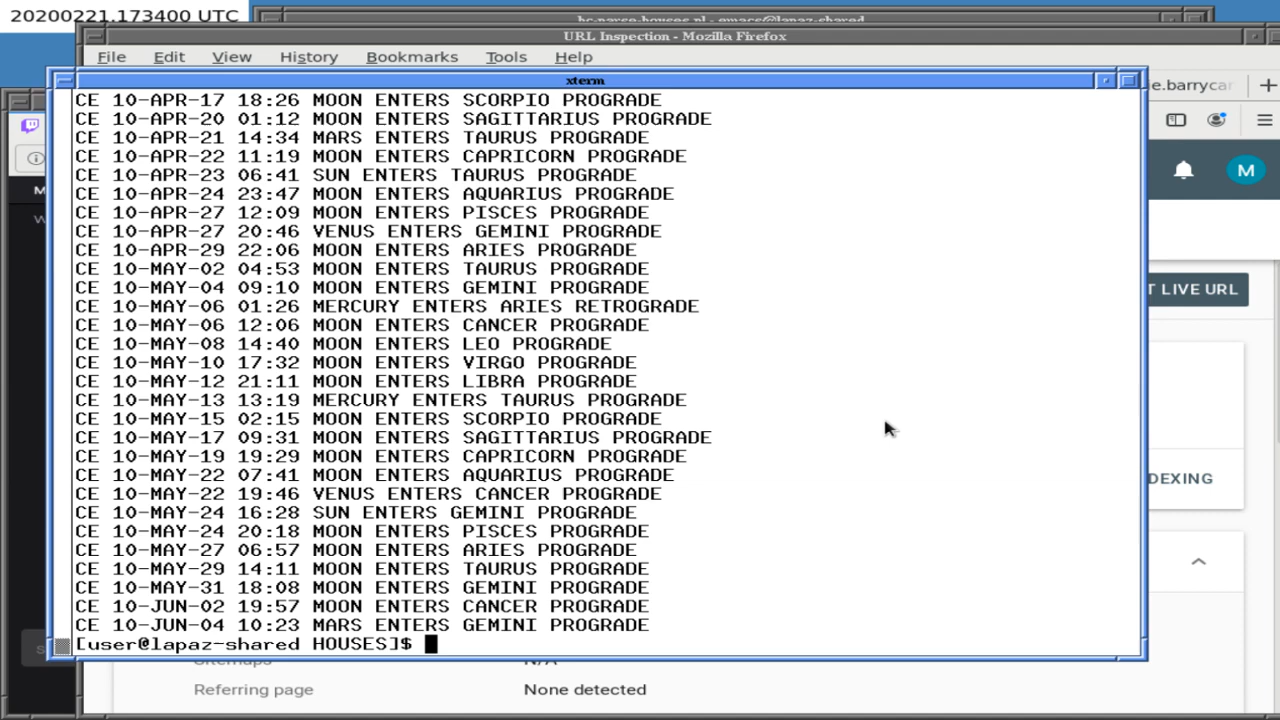 20200221.173400 UTC
bc-parse-houses.pl - emacs@lapaz-shared
URL Inspection - Mozilla Firefox
File Edit View History Bookmarks Tools Help
xterm
CE 10-APR-17 18:26 MOON ENTERS SCORPIO PROGRADE
CE 10-APR-20 01:12 MOON ENTERS SAGITTARIUS PROGRADE
CE 10-APR-21 14:34 MARS ENTERS TAURUS PROGRADE
CE 10-APR-22 11:19 MOON ENTERS CAPRICORN PROGRADE
CE 10-APR-23 06:41 SUN ENTERS TAURUS PROGRADE
CE 10-APR-24 23:47 MOON ENTERS AQUARIUS PROGRADE
CE 10-APR-27 12:09 MOON ENTERS PISCES PROGRADE
CE 10-APR-27 20:46 VENUS ENTERS GEMINI PROGRADE
CE 10-APR-29 22:06 MOON ENTERS ARIES PROGRADE
CE 10-MAY-02 04:53 MOON ENTERS TAURUS PROGRADE
CE 10-MAY-04 09:10 MOON ENTERS GEMINI PROGRADE
CE 10-MAY-06 01:26 MERCURY ENTERS ARIES RETROGRADE
CE 10-MAY-06 12:06 MOON ENTERS CANCER PROGRADE
CE 10-MAY-08 14:40 MOON ENTERS LEO PROGRADE
CE 10-MAY-10 17:32 MOON ENTERS VIRGO PROGRADE
CE 10-MAY-12 21:11 MOON ENTERS LIBRA PROGRADE
CE 10-MAY-13 13:19 MERCURY ENTERS TAURUS PROGRADE
CE 10-MAY-15 02:15 MOON ENTERS SCORPIO PROGRADE
CE 10-MAY-17 09:31 MOON ENTERS SAGITTARIUS PROGRADE
CE 10-MAY-19 19:29 MOON ENTERS CAPRICORN PROGRADE
CE 10-MAY-22 07:41 MOON ENTERS AQUARIUS PROGRADE
CE 10-MAY-22 19:46 VENUS ENTERS CANCER PROGRADE
CE 10-MAY-24 16:28 SUN ENTERS GEMINI PROGRADE
CE 10-MAY-24 20:18 MOON ENTERS PISCES PROGRADE
CE 10-MAY-27 06:57 MOON ENTERS ARIES PROGRADE
CE 10-MAY-29 14:11 MOON ENTERS TAURUS PROGRADE
CE 10-MAY-31 18:08 MOON ENTERS GEMINI PROGRADE
CE 10-JUN-02 19:57 MOON ENTERS CANCER PROGRADE
CE 10-JUN-04 10:23 MARS ENTERS GEMINI PROGRADE
[user@lapaz-shared HOUSES]$
ie.barrycar
M
T LIVE URL
DEXING
Sitemaps N/A
Referring page None detected